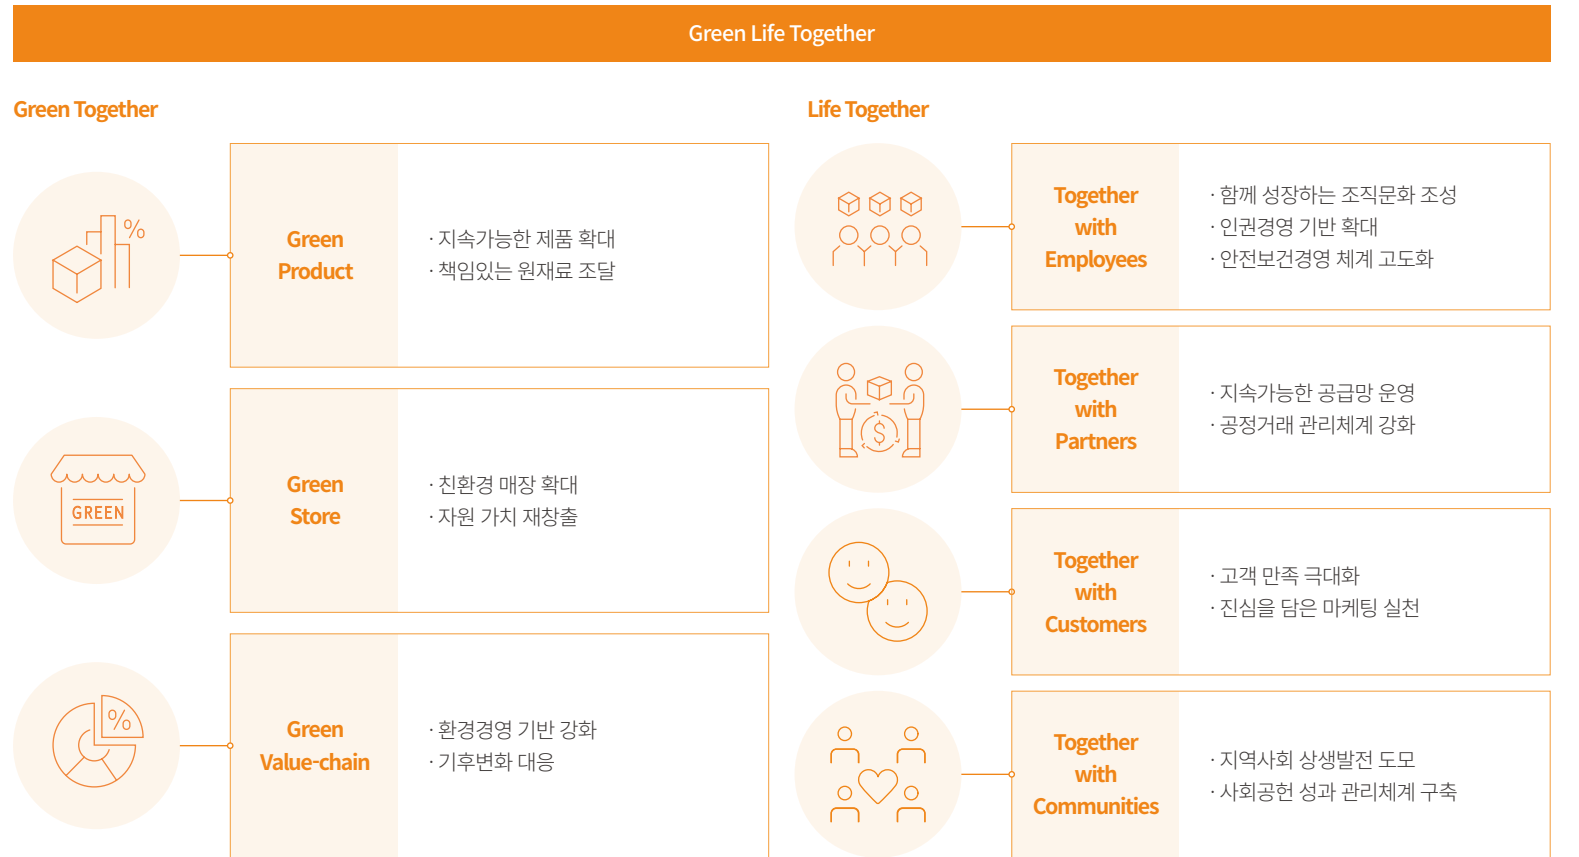 Green Life Together
Green Together
%
Green
Product
· 지속가능한 제품 확대
· 책임있는 원재료 조달
GREEN
Green
Store
· 친환경 매장 확대
· 자원 가치 재창출
%
Green
Value-chain
· 환경경영 기반 강화
· 기후변화 대응
Life Together
Together
with
Employees
· 함께 성장하는 조직문화 조성
· 인권경영 기반 확대
· 안전보건경영 체계 고도화
$
Together
with
Partners
· 지속가능한 공급망 운영
· 공정거래 관리체계 강화
Together
with
Customers
· 고객 만족 극대화
· 진심을 담은 마케팅 실천
Together
with
Communities
· 지역사회 상생발전 도모
· 사회공헌 성과 관리체계 구축